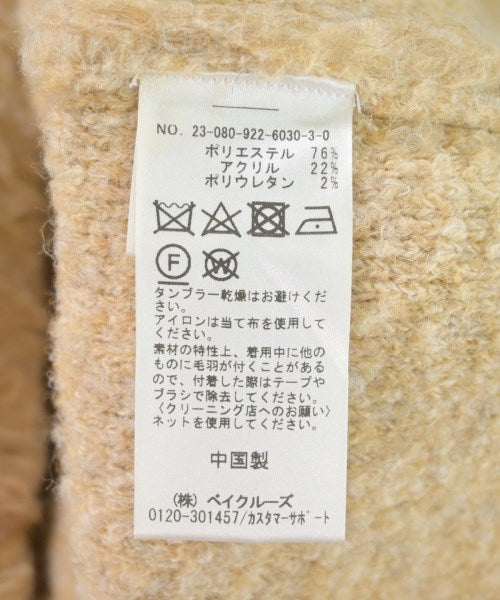 NO. 23-080-922-6030-3-0
ポリエステル 76%
アクリル 22%
ポリウレタン 2%
F W
タンブラー乾燥はお避けくだ
さい。
アイロンは当て布を使用して
ください。
素材の特性上、着用中に他の
ものに毛羽が付くことがある
ので、付着した際はテープや
ブラシで除去してください。
〈クリーニング店へのお願い〉
ネットを使用してください。
中国製
(株) ベイクルーズ
0120-301457/カスタマーサポート